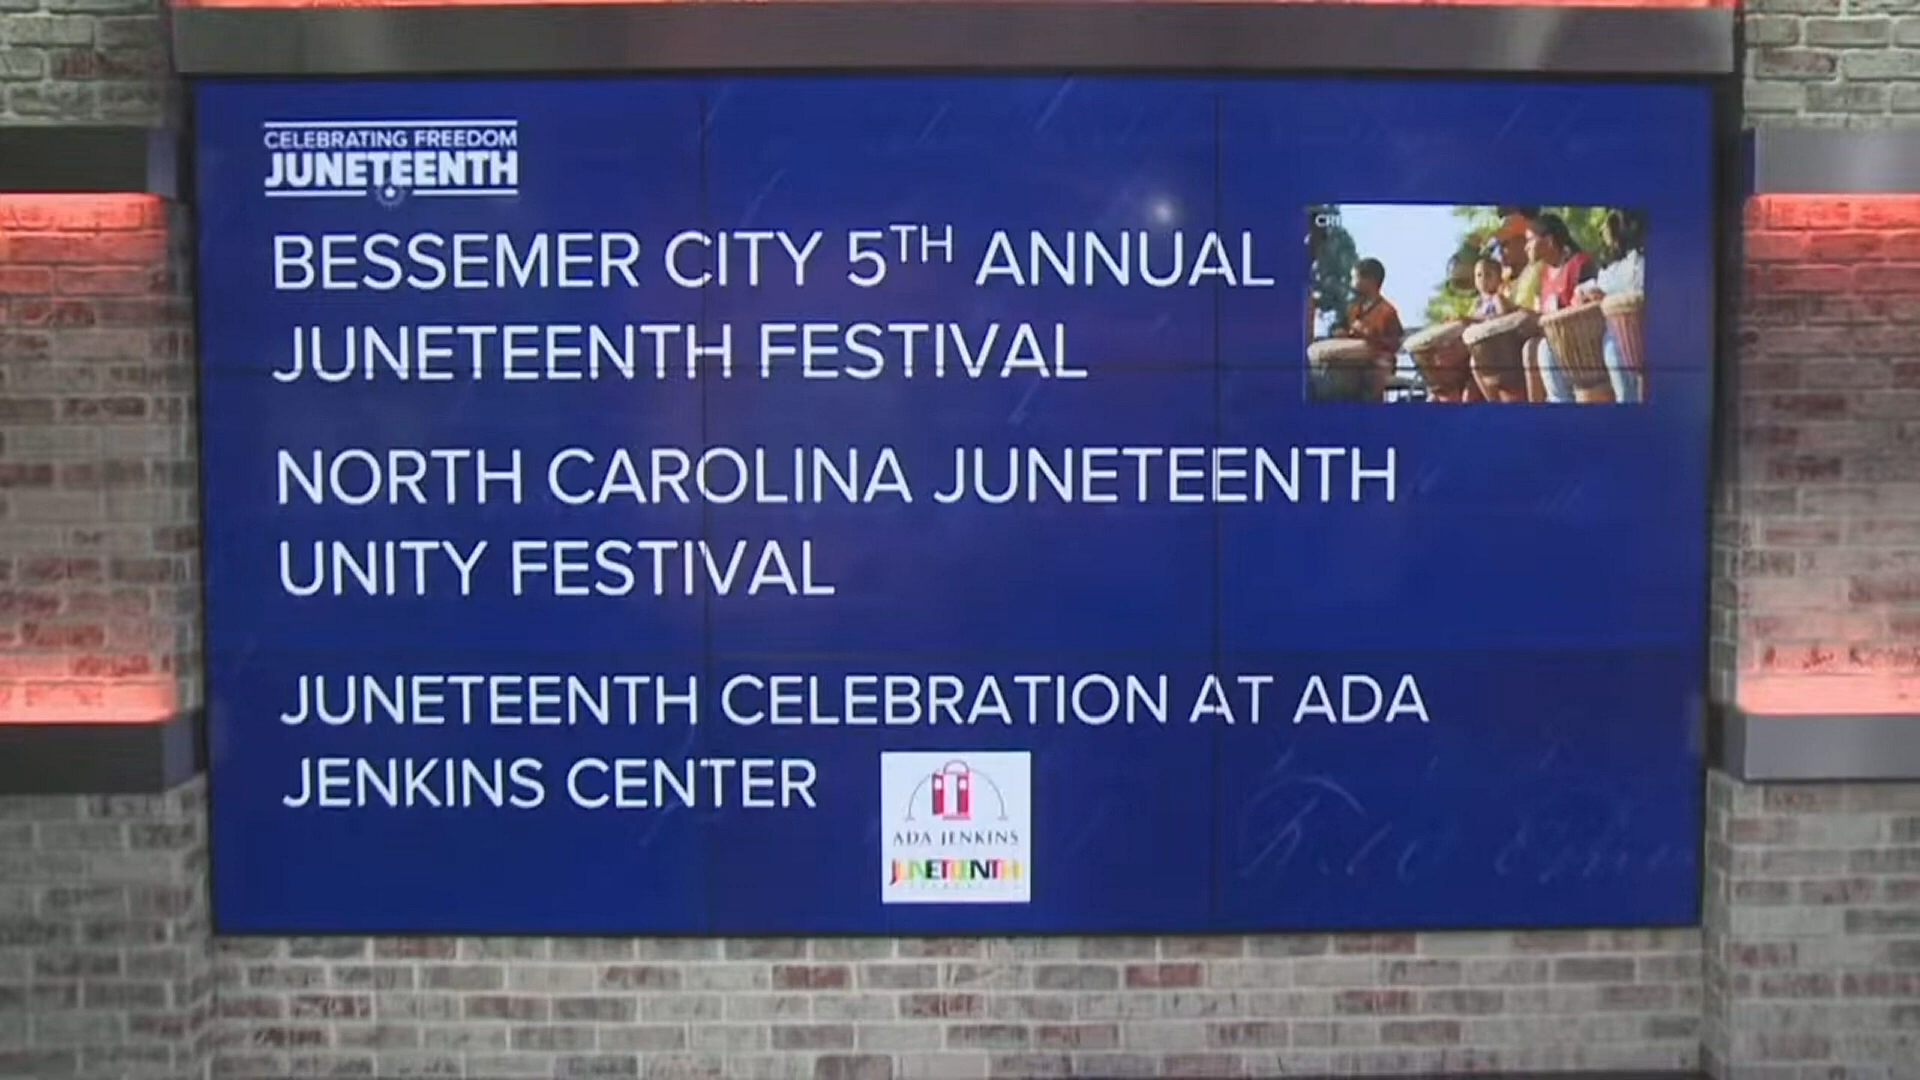 CELEBRATING FREEDOM
JUNETEENTH
BESSEMER CITY 5TH ANNUAL
JUNETEENTH FESTIVAL
NORTH CAROLINA JUNETEENTH
UNITY FESTIVAL
JUNETEENTH CELEBRATION AT ADA
JENKINS CENTER
ADA JENKINS
JUNETEENTH